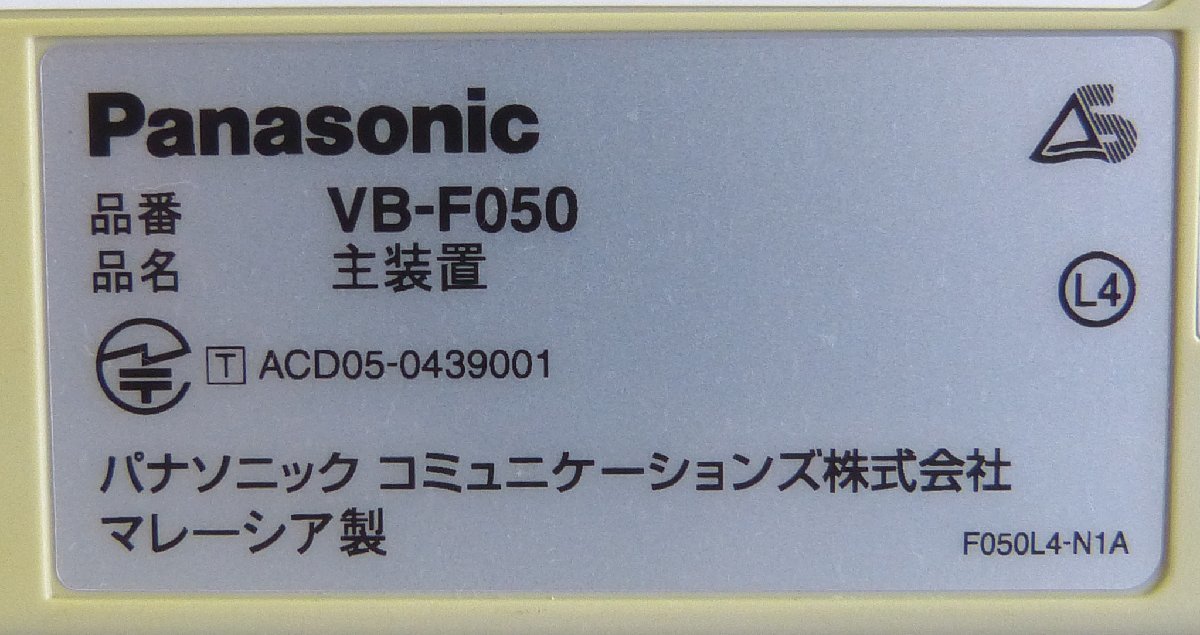 Panasonic
品番 VB-F050
品名 主装置
L4
T ACD05-0439001
パナソニック コミュニケーションズ株式会社
マレーシア製
F050L4-N1A